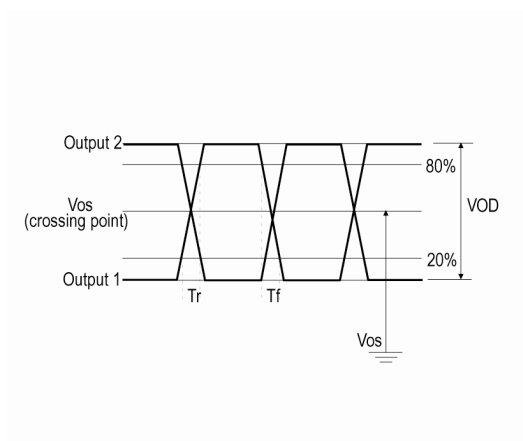 Output 2
80%
Vos
(crossing point)
VOD
20%
Output 1
Tr
Tf
Vos